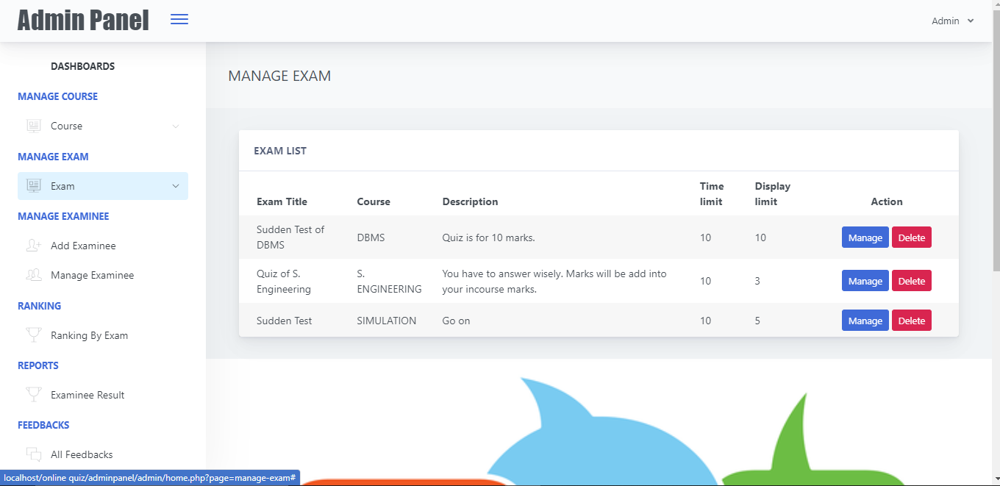 Admin Panel
Admin
DASHBOARDS
MANAGE COURSE
Course
MANAGE EXAM
Exam
MANAGE EXAMINEE
Add Examinee
Manage Examinee
RANKING
Ranking By Exam
REPORTS
Examinee Result
FEEDBACKS
All Feedbacks
MANAGE EXAM
EXAM LIST
Exam Title Course Description Time limit Display limit Action
Sudden Test of DBMS DBMS Quiz is for 10 marks. 10 10 Manage Delete
Quiz of S. Engineering S. ENGINEERING You have to answer wisely. Marks will be add into your incourse marks. 10 3 Manage Delete
Sudden Test SIMULATION Go on 10 5 Manage Delete
localhost/online quiz/adminpanel/admin/home.php?page=manage-exam#